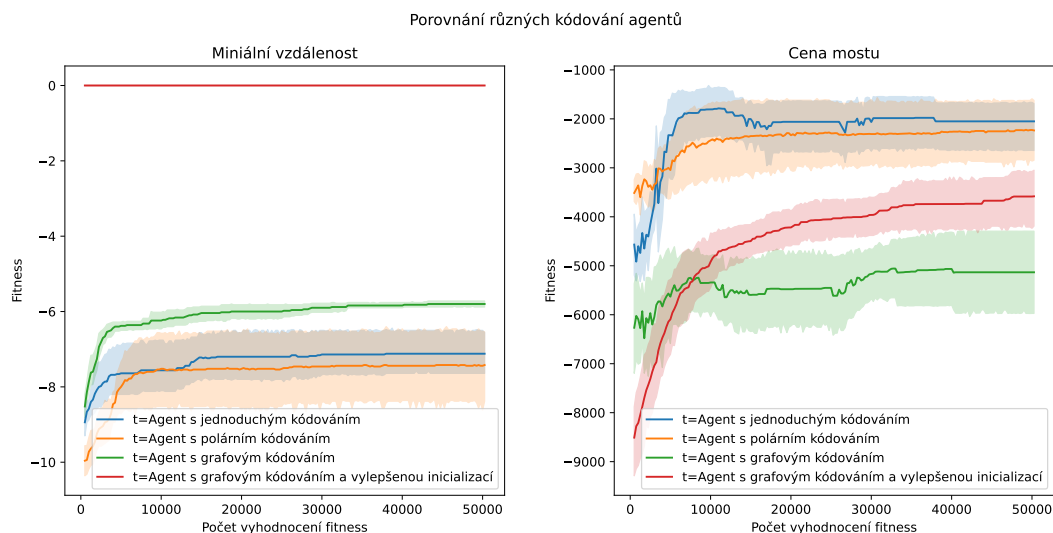 Porovnání různých kódování agentů
Miniální vzdálenost
Fitness
0
−2
−4
−6
−8
−10
t=Agent s jednoduchým kódováním
t=Agent s polárním kódováním
t=Agent s grafovým kódováním
t=Agent s grafovým kódováním a vylepšenou inicializací
0 10000 20000 30000 40000 50000
Počet vyhodnocení fitness
Cena mostu
Fitness
−1000
−2000
−3000
−4000
−5000
−6000
−7000
−8000
−9000
t=Agent s jednoduchým kódováním
t=Agent s polárním kódováním
t=Agent s grafovým kódováním
t=Agent s grafovým kódováním a vylepšenou inicializací
0 10000 20000 30000 40000 50000
Počet vyhodnocení fitness